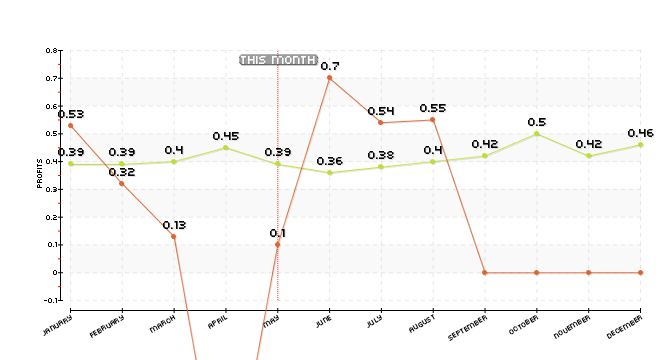 THIS MONTH
0.8
0.7
0.6
0.5
0.4
0.3
0.2
0.1
0
-0.1
PROFITS
0.53
0.32
0.13
0.1
0.7
0.54
0.55
0.39
0.39
0.4
0.45
0.39
0.36
0.38
0.4
0.42
0.5
0.42
0.46
JANUARY
FEBRUARY
MARCH
APRIL
MAY
JUNE
JULY
AUGUST
SEPTEMBER
OCTOBER
NOVEMBER
DECEMBER